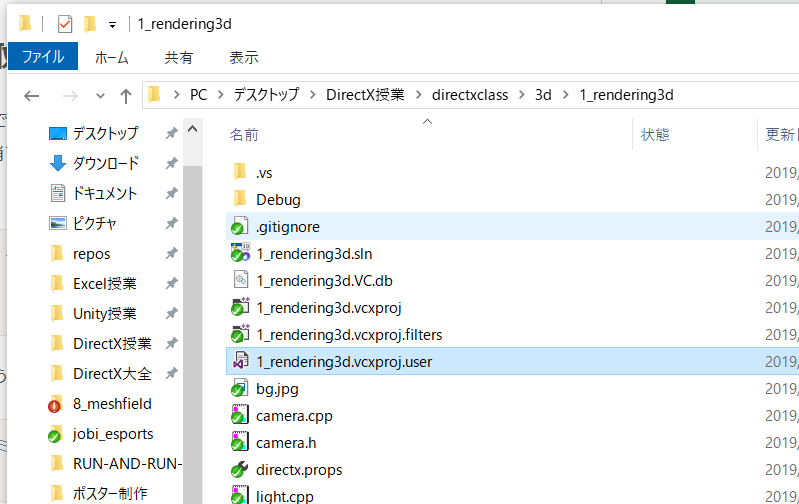 1_rendering3d
ファイル ホーム 共有 表示
PC デスクトップ DirectX授業 directxclass 3d 1_rendering3d
名前 状態
デスクトップ
ダウンロード
ドキュメント
ピクチャ
repos
Excel授業
Unity授業
DirectX授業
DirectX大全
8_meshfield
jobi_esports
RUN-AND-RUN-
ポスター制作
.vs 2019/
Debug 2019/
.gitignore 2019/
1_rendering3d.sln 2019/
1_rendering3d.VC.db 2019/
1_rendering3d.vcxproj 2019/
1_rendering3d.vcxproj.filters 2019/
1_rendering3d.vcxproj.user 2019/
bg.jpg 2019/
camera.cpp 2019/
camera.h 2019/
directx.props 2019/
light.cpp 2019/